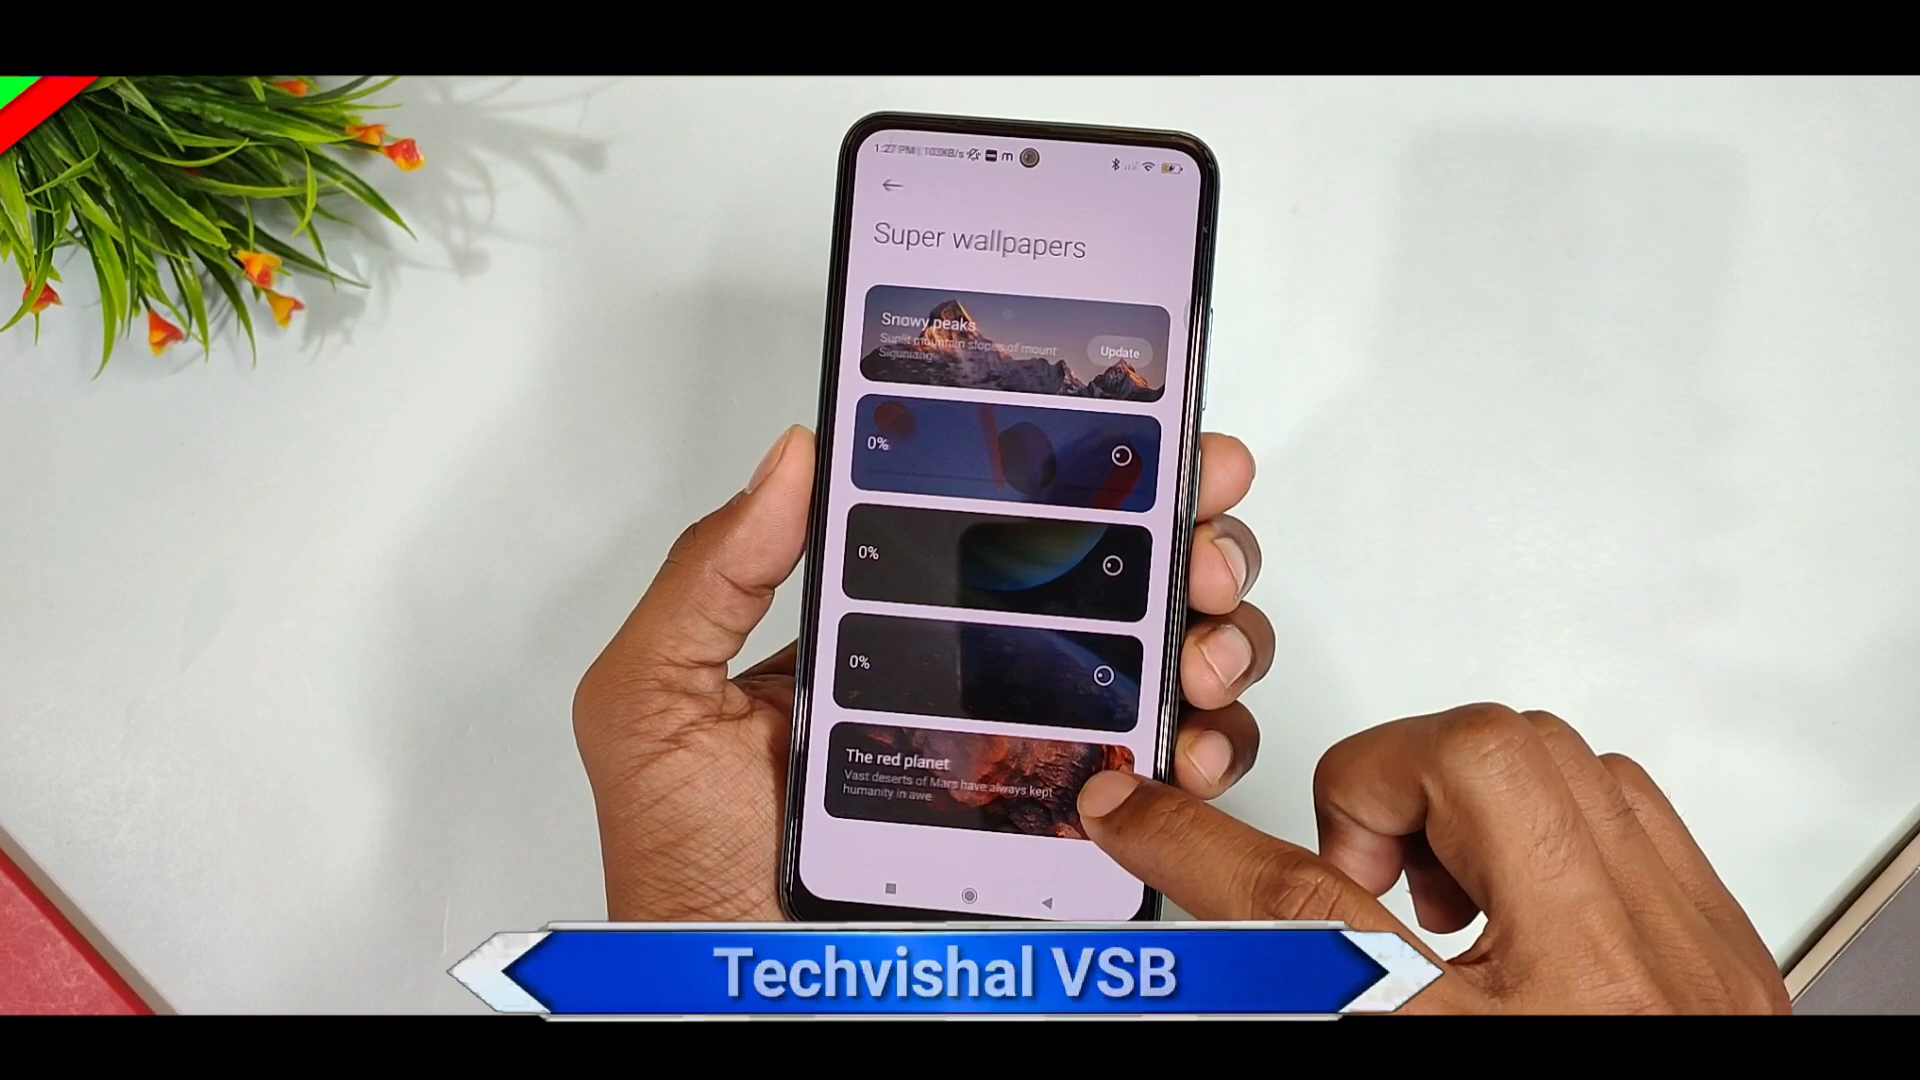 1:27 PM 103KB/s m
Super wallpapers
Snowy peaks
Sunlit mountain slopes of mount
Siguniang
Update
0%
0%
0%
The red planet
Vast deserts of Mars have always kept
humanity in awe
Techvishal VSB